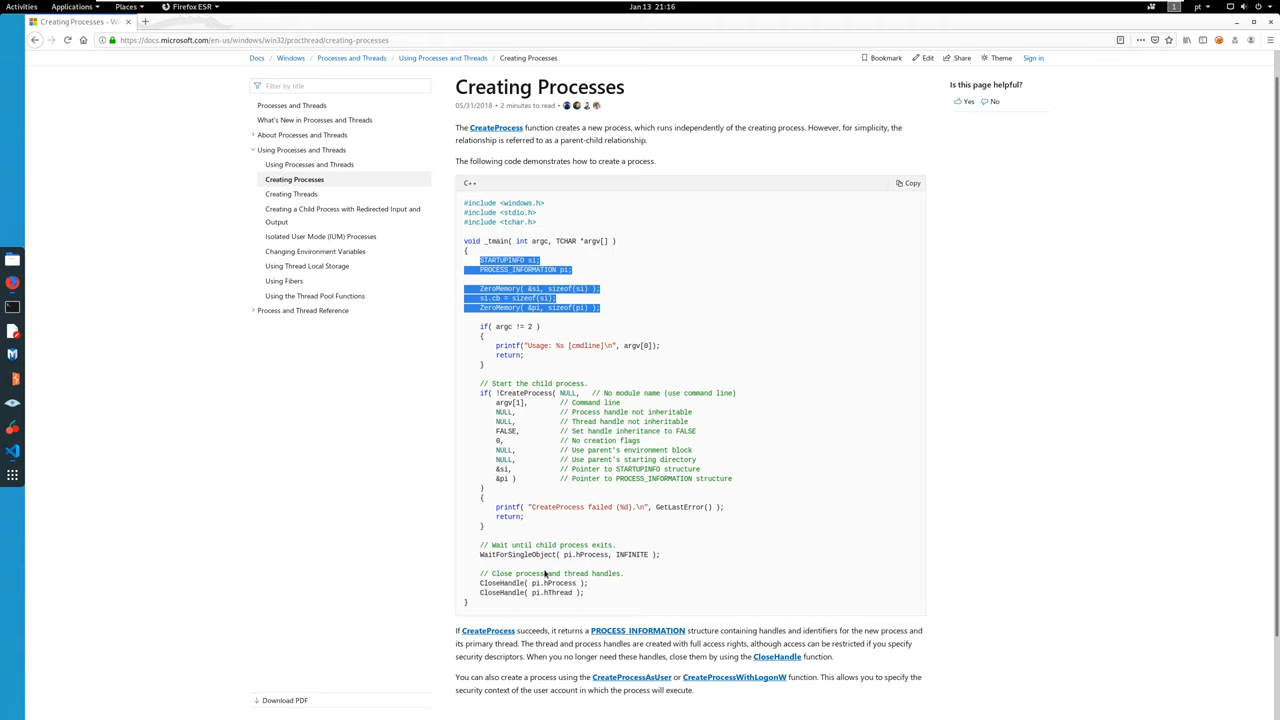 Activities Applications Places Firefox ESR Jan 13 21:16 1 pt
Creating Processes - W
https://docs.microsoft.com/en-us/windows/win32/procthread/creating-processes
Docs Windows Processes and Threads Using Processes and Threads Creating Processes Bookmark Edit Share Theme Sign in
Filter by title
Processes and Threads
What's New in Processes and Threads
About Processes and Threads
Using Processes and Threads
Using Processes and Threads
Creating Processes
Creating Threads
Creating a Child Process with Redirected Input and
Output
Isolated User Mode (IUM) Processes
Changing Environment Variables
Using Thread Local Storage
Using Fibers
Using the Thread Pool Functions
Process and Thread Reference
Download PDF
Creating Processes
05/31/2018 • 2 minutes to read •
The CreateProcess function creates a new process, which runs independently of the creating process. However, for simplicity, the
relationship is referred to as a parent-child relationship.
The following code demonstrates how to create a process.
C++ Copy
#include <windows.h>
#include <stdio.h>
#include <tchar.h>
void _tmain( int argc, TCHAR *argv[] )
{
STARTUPINFO si;
PROCESS_INFORMATION pi;
ZeroMemory( &si, sizeof(si) );
si.cb = sizeof(si);
ZeroMemory( &pi, sizeof(pi) );
if( argc != 2 )
{
printf("Usage: %s [cmdline]\n", argv[0]);
return;
}
// Start the child process.
if( !CreateProcess( NULL, // No module name (use command line)
argv[1], // Command line
NULL, // Process handle not inheritable
NULL, // Thread handle not inheritable
FALSE, // Set handle inheritance to FALSE
0, // No creation flags
NULL, // Use parent's environment block
NULL, // Use parent's starting directory
&si, // Pointer to STARTUPINFO structure
&pi ) // Pointer to PROCESS_INFORMATION structure
)
{
printf( "CreateProcess failed (%d).\n", GetLastError() );
return;
}
// Wait until child process exits.
WaitForSingleObject( pi.hProcess, INFINITE );
// Close process and thread handles.
CloseHandle( pi.hProcess );
CloseHandle( pi.hThread );
}
If CreateProcess succeeds, it returns a PROCESS_INFORMATION structure containing handles and identifiers for the new process and
its primary thread. The thread and process handles are created with full access rights, although access can be restricted if you specify
security descriptors. When you no longer need these handles, close them by using the CloseHandle function.
You can also create a process using the CreateProcessAsUser or CreateProcessWithLogonW function. This allows you to specify the
security context of the user account in which the process will execute.
Is this page helpful?
Yes No